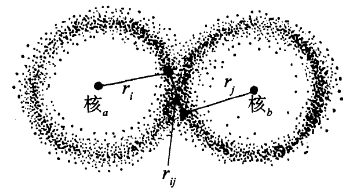 r_i
r_j
核_a
核_b
r_ij